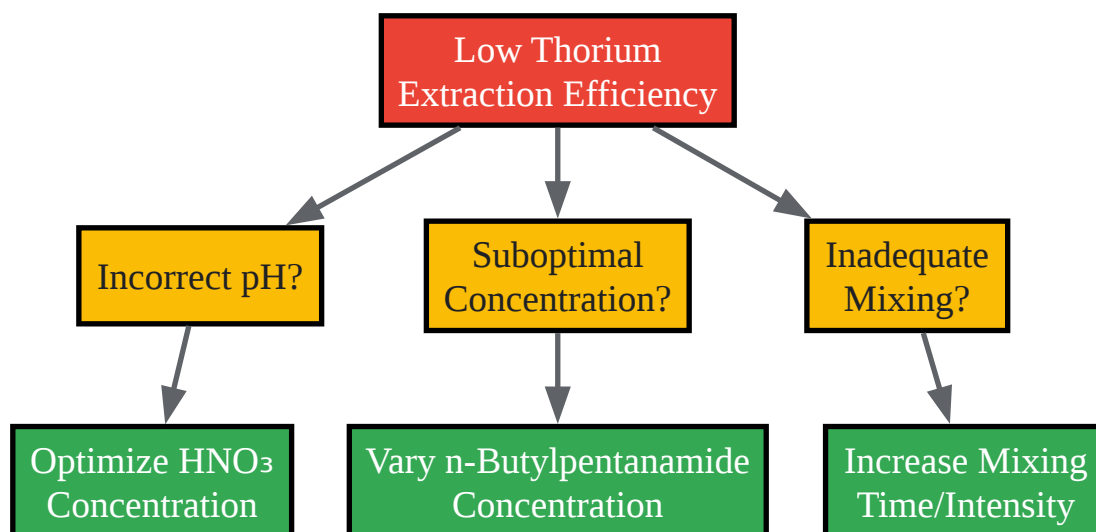 Low Thorium
Extraction Efficiency
Incorrect pH?
Suboptimal
Concentration?
Inadequate
Mixing?
Optimize HNO₃
Concentration
Vary n-Butylpentanamide
Concentration
Increase Mixing
Time/Intensity